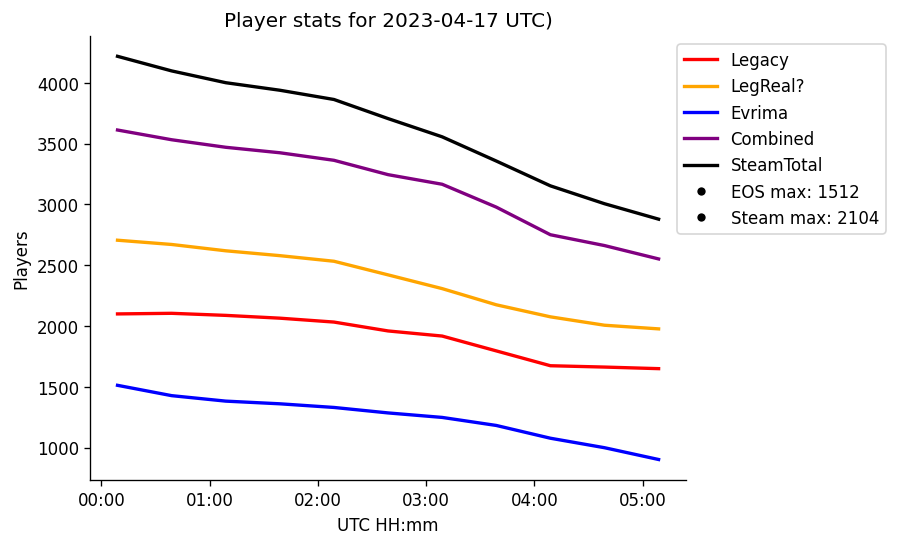 Player stats for 2023-04-17 UTC)
Legacy
LegReal?
Evrima
Combined
SteamTotal
EOS max: 1512
Steam max: 2104
Players
4000
3500
3000
2500
2000
1500
1000
00:00 01:00 02:00 03:00 04:00 05:00
UTC HH:mm